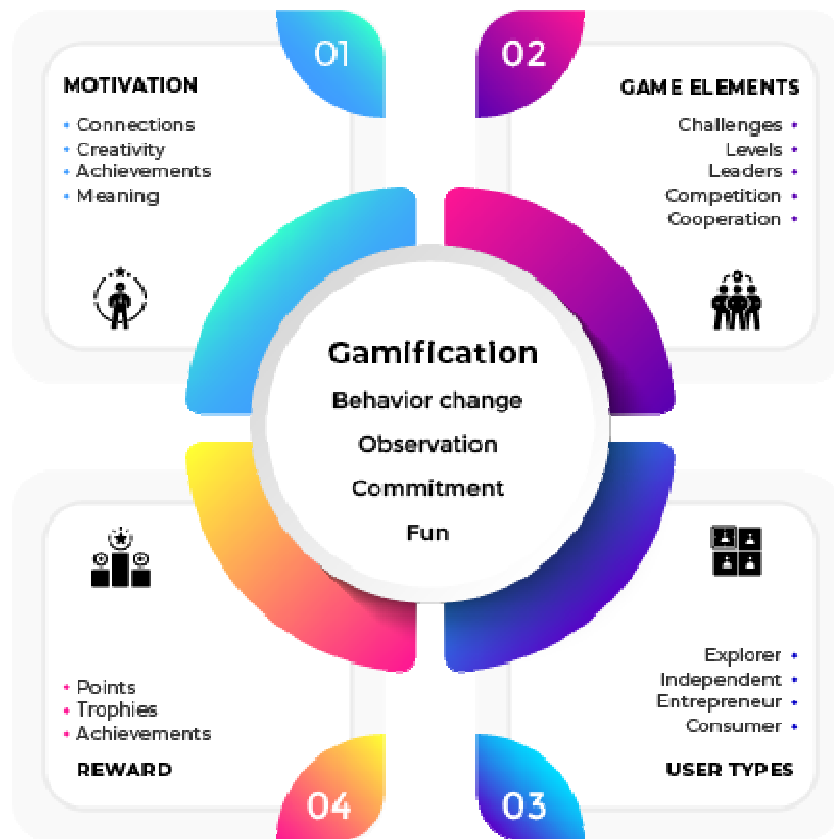 01
MOTIVATION
• Connections
• Creativity
• Achievements
• Meaning
02
GAME ELEMENTS
Challenges •
Levels •
Leaders •
Competition •
Cooperation •
Gamification
Behavior change
Observation
Commitment
Fun
Explorer •
Independent •
Entrepreneur •
Consumer •
USER TYPES
03
• Points
• Trophies
• Achievements
REWARD
04